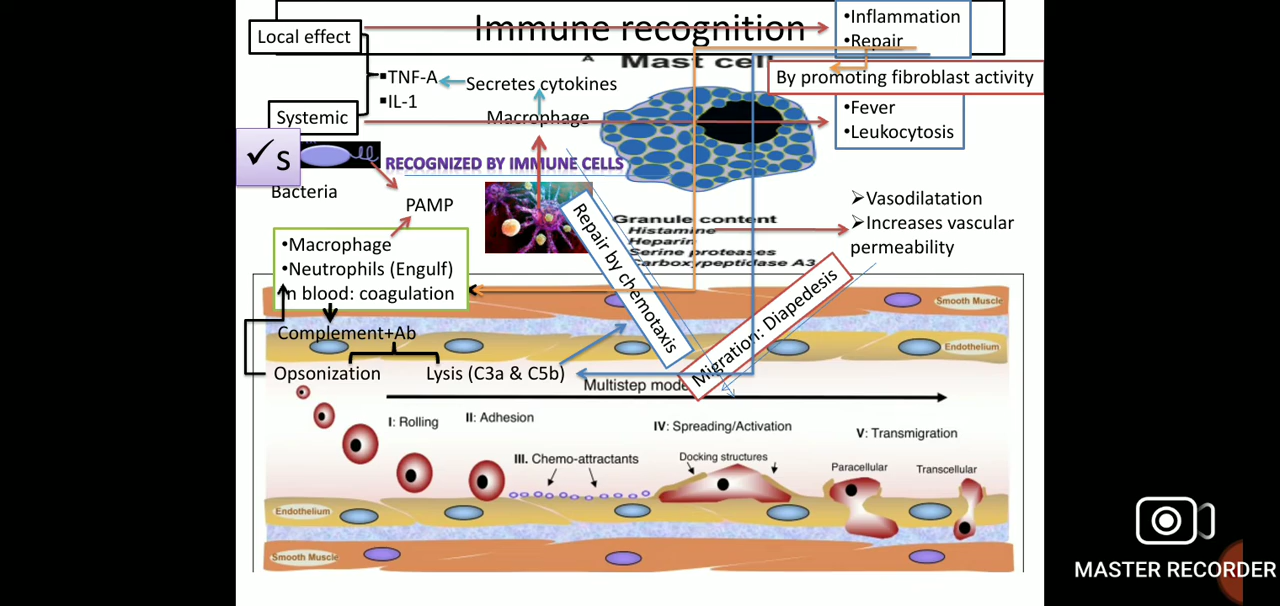 Immune recognition
Local effect
•Inflammation
•Repair
A Mast cell
By promoting fibroblast activity
▪TNF-A
▪IL-1
Secretes cytokines
Systemic
Macrophage
•Fever
•Leukocytosis
✓s
RECOGNIZED BY IMMUNE CELLS
Bacteria
PAMP
➢Vasodilatation
➢Increases vascular
permeability
Granule content
Histamine
Heparin
Serine proteases
Carboxypeptidase A3
Repair by chemotaxis
Migration: Diapedesis
•Macrophage
•Neutrophils (Engulf)
n blood: coagulation
Smooth Muscle
Complement+Ab
Endothelium
Opsonization
Lysis (C3a & C5b)
Multistep mode
I: Rolling
II: Adhesion
III. Chemo-attractants
IV: Spreading/Activation
Docking structures
V: Transmigration
Paracellular
Transcellular
Endothelium
Smooth Muscle
MASTER RECORDER